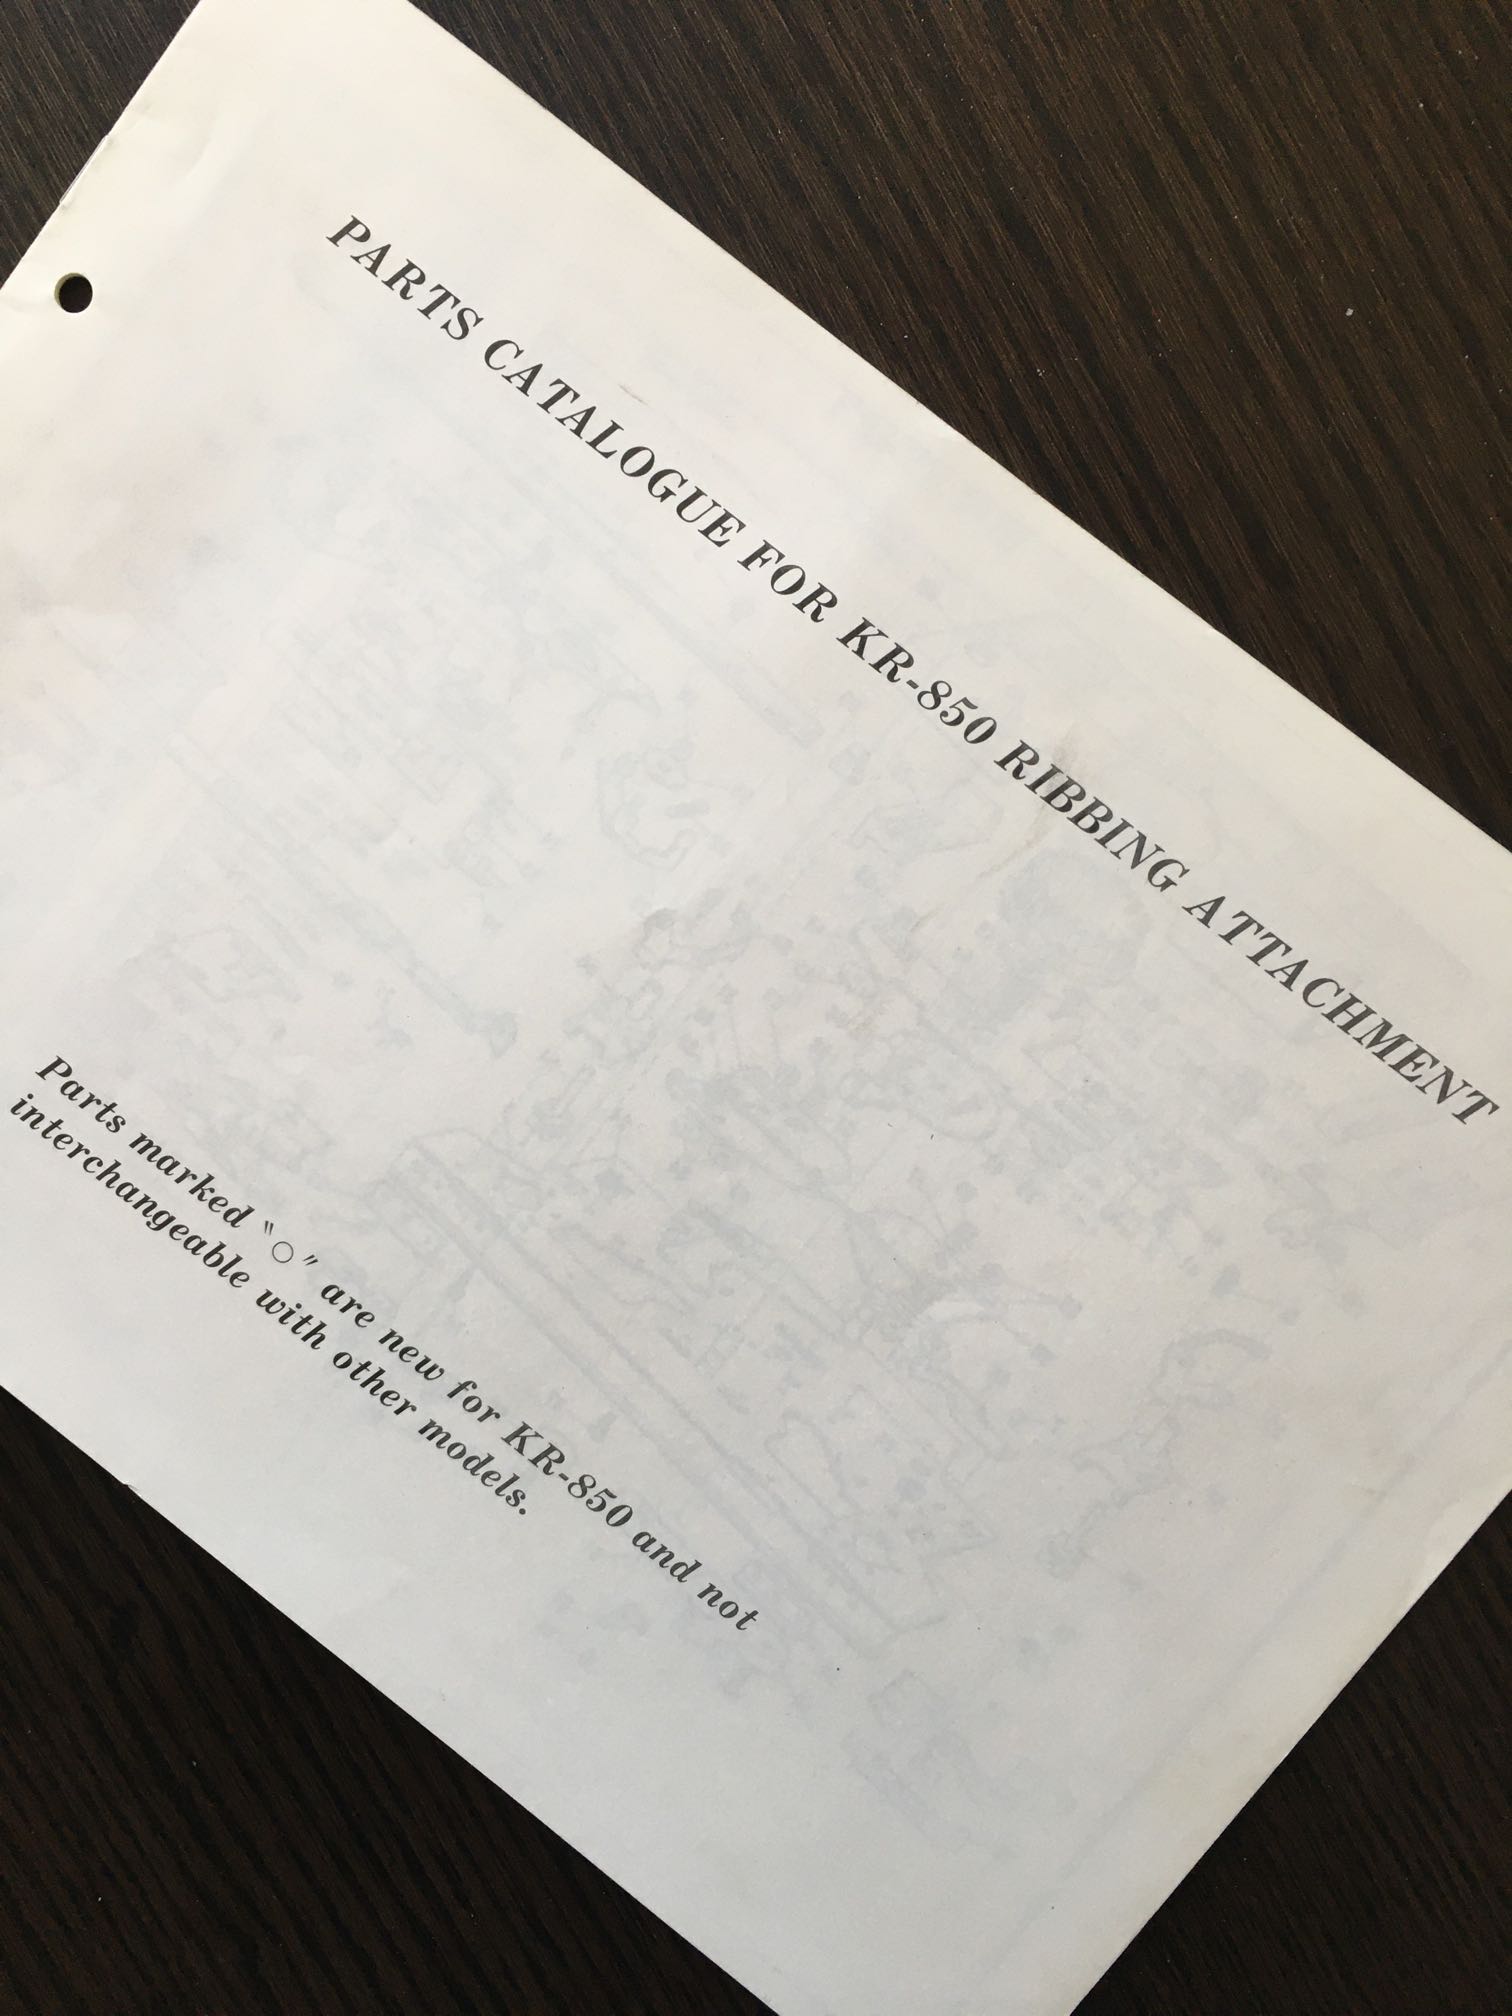 PARTS CATALOGUE FOR KR-850 RIBBING ATTACHMENT
Parts marked "○" are new for KR-850 and not
interchangeable with other models.